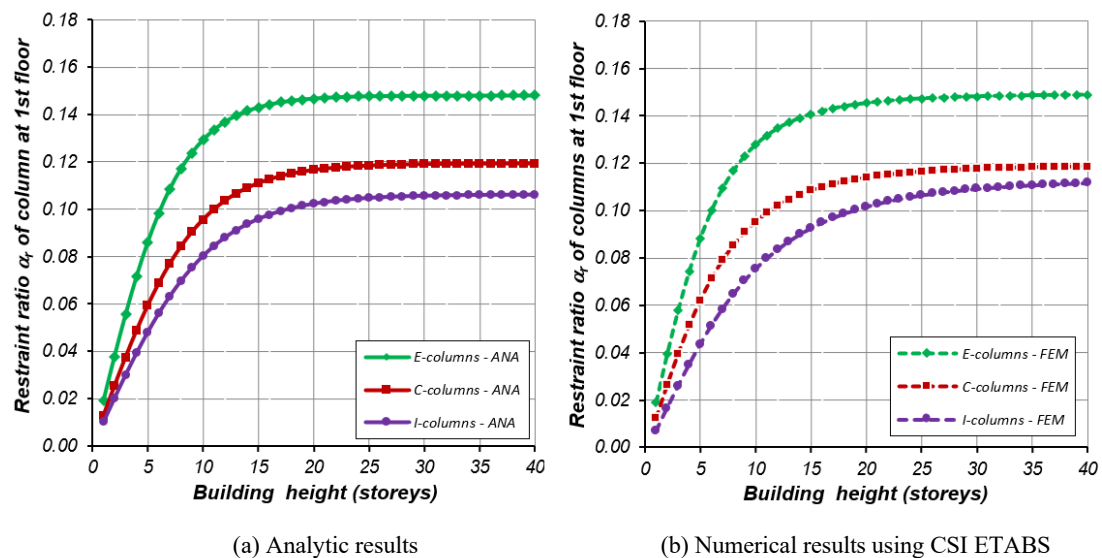 Restraint ratio αr of column at 1st floor
0.18
0.16
0.14
0.12
0.10
0.08
0.06
0.04
0.02
0.00
E-columns - ANA
C-columns - ANA
I-columns - ANA
0 5 10 15 20 25 30 35 40
Building height (storeys)
(a) Analytic results
Restraint ratio αr of columns at 1st floor
0.18
0.16
0.14
0.12
0.10
0.08
0.06
0.04
0.02
0.00
E-columns - FEM
C-columns - FEM
I-columns - FEM
0 5 10 15 20 25 30 35 40
Building height (storeys)
(b) Numerical results using CSI ETABS